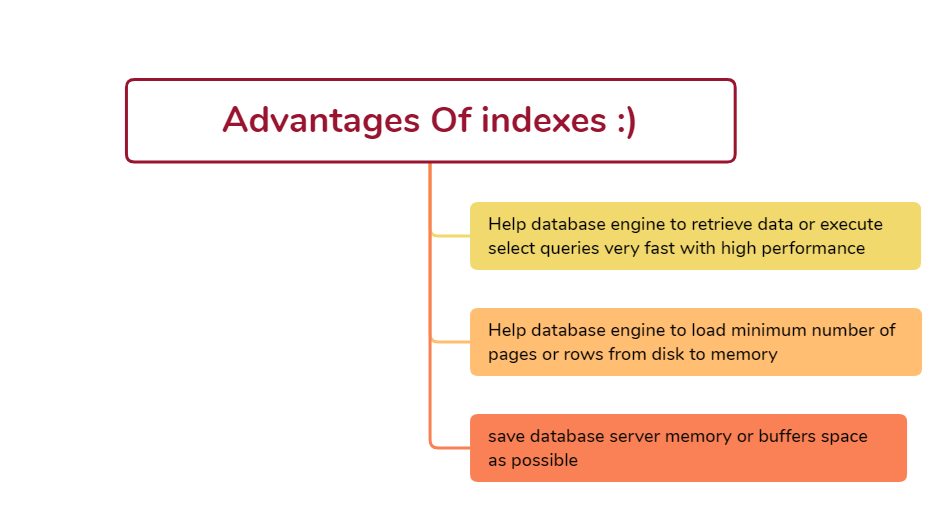 Advantages Of indexes :)
Help database engine to retrieve data or execute
select queries very fast with high performance
Help database engine to load minimum number of
pages or rows from disk to memory
save database server memory or buffers space
as possible